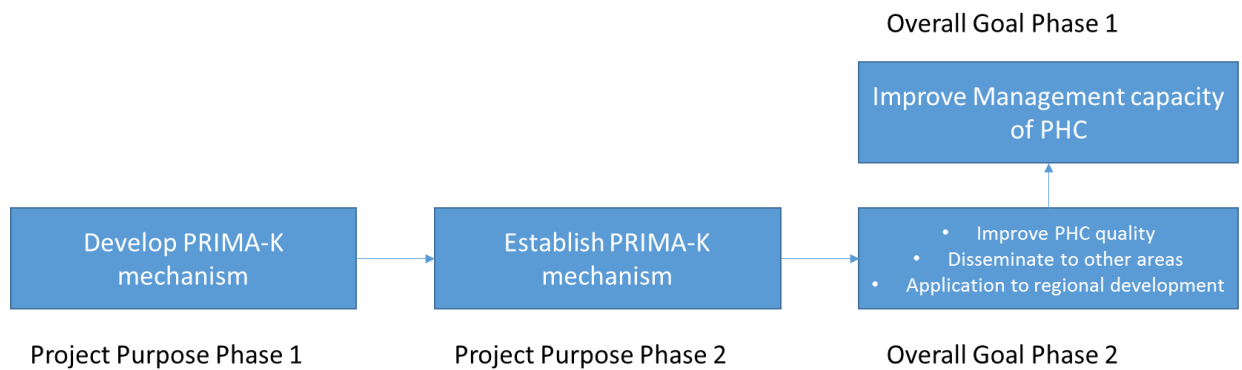 Overall Goal Phase 1
Improve Management capacity
of PHC
Develop PRIMA-K
mechanism
Establish PRIMA-K
mechanism
• Improve PHC quality
• Disseminate to other areas
• Application to regional development
Project Purpose Phase 1
Project Purpose Phase 2
Overall Goal Phase 2